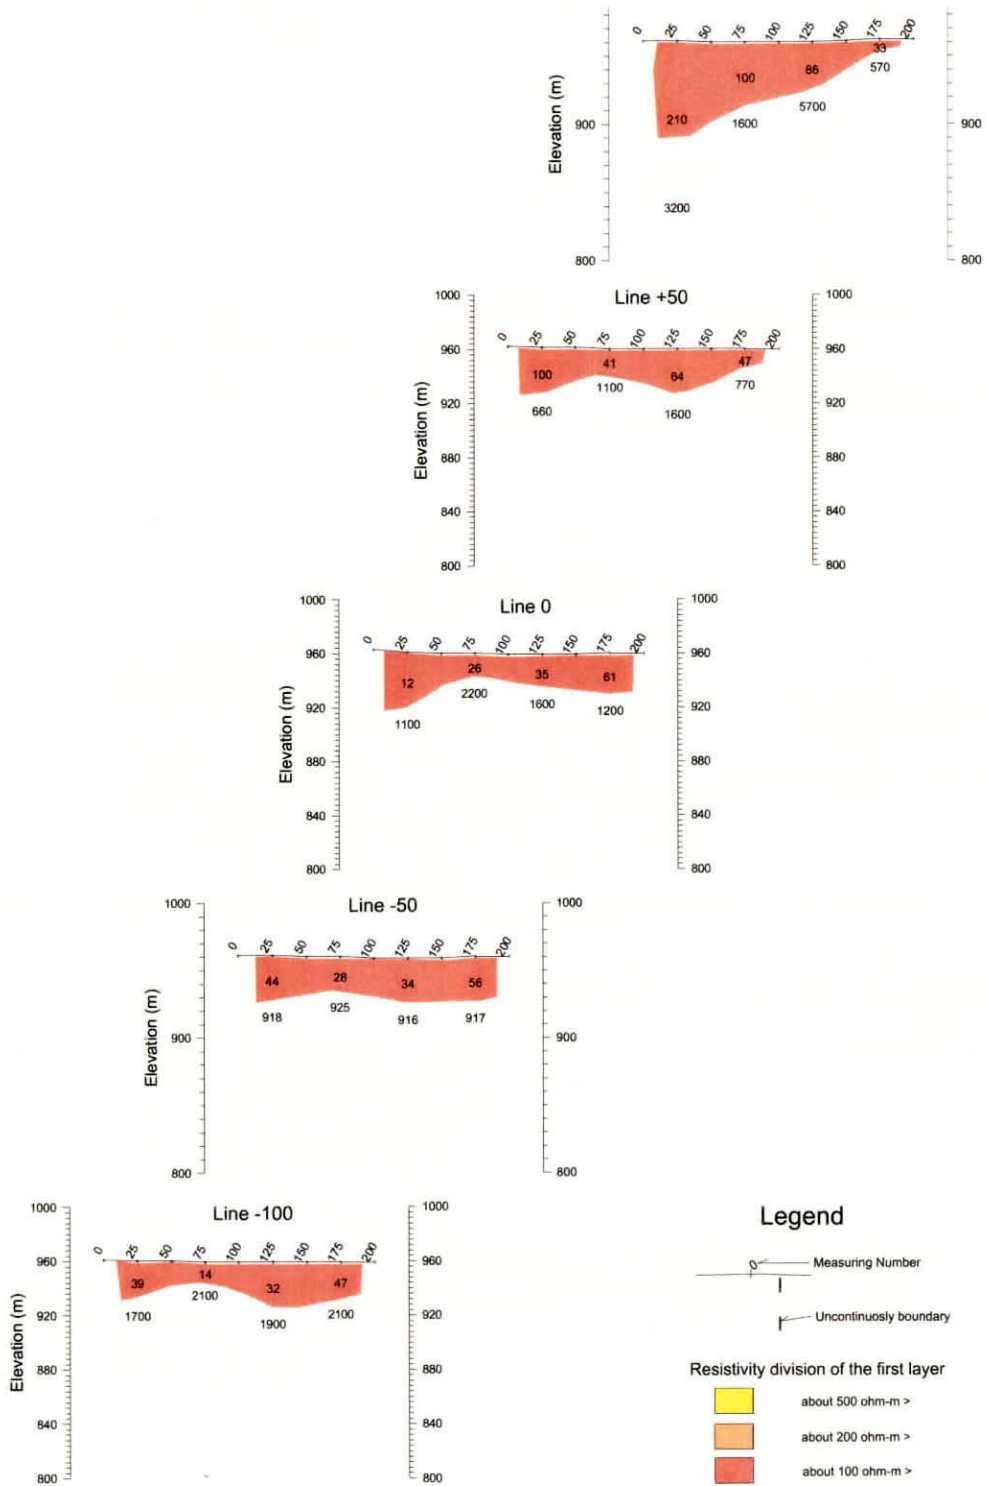 0 25 50 75 100 125 150 175 200
33
100 86 570
210 1600 5700
3200
Elevation (m)
900 900
800 800
Line +50
1000 1000
0 25 50 75 100 125 150 175 200
960 960
100 41 64 47
660 1100 1600 770
920 920
Elevation (m)
880 880
840 840
800 800
Line 0
1000 1000
0 25 50 75 100 125 150 175 200
960 960
12 26 35 61
1100 2200 1600 1200
920 920
Elevation (m)
880 880
840 840
800 800
Line -50
1000 1000
0 25 50 75 100 125 150 175 200
44 28 34 56
918 925 916 917
900 900
Elevation (m)
800 800
Line -100
1000 1000
0 25 50 75 100 125 150 175 200
960 960
39 14 32 47
1700 2100 1900 2100
920 920
Elevation (m)
880 880
840 840
800 800
Legend
0 Measuring Number
Uncontinuosly boundary
Resistivity division of the first layer
about 500 ohm-m >
about 200 ohm-m >
about 100 ohm-m >